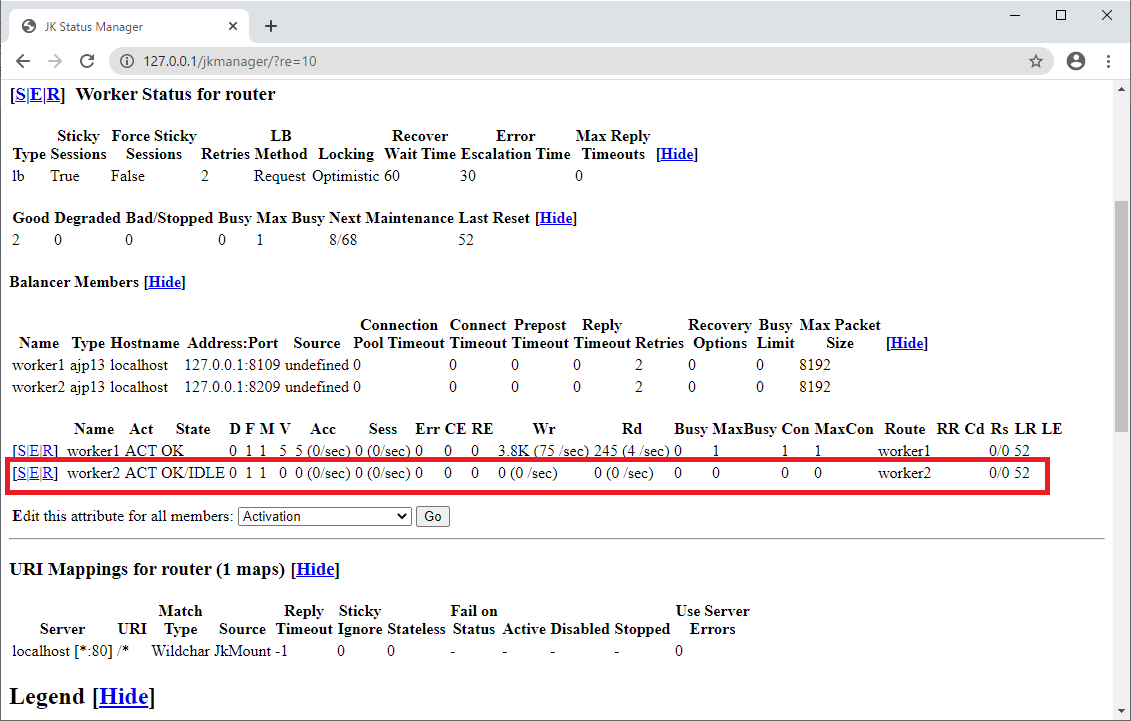 JK Status Manager
127.0.0.1/jkmanager/?re=10
[S|E|R] Worker Status for router
Sticky Force Sticky LB Recover Error Max Reply
Type Sessions Sessions Retries Method Locking Wait Time Escalation Time Timeouts [Hide]
lb True False 2 Request Optimistic 60 30 0
Good Degraded Bad/Stopped Busy Max Busy Next Maintenance Last Reset [Hide]
2 0 0 0 1 8/68 52
Balancer Members [Hide]
Connection Connect Prepost Reply Recovery Busy Max Packet
Name Type Hostname Address:Port Source Pool Timeout Timeout Timeout Timeout Retries Options Limit Size [Hide]
worker1 ajp13 localhost 127.0.0.1:8109 undefined 0 0 0 0 2 0 0 8192
worker2 ajp13 localhost 127.0.0.1:8209 undefined 0 0 0 0 2 0 0 8192
Name Act State D F M V Acc Sess Err CE RE Wr Rd Busy MaxBusy Con MaxCon Route RR Cd Rs LR LE
[S|E|R] worker1 ACT OK 0 1 1 5 5 (0/sec) 0 (0/sec) 0 0 0 3.8K (75 /sec) 245 (4 /sec) 0 1 1 1 worker1 0/0 52
[S|E|R] worker2 ACT OK/IDLE 0 1 1 0 0 (0/sec) 0 (0/sec) 0 0 0 0 (0 /sec) 0 (0 /sec) 0 0 0 0 worker2 0/0 52
Edit this attribute for all members: Activation Go
URI Mappings for router (1 maps) [Hide]
Match Reply Sticky Fail on Use Server
Server URI Type Source Timeout Ignore Stateless Status Active Disabled Stopped Errors
localhost [*:80] /* Wildchar JkMount -1 0 0 - - - - 0
Legend [Hide]